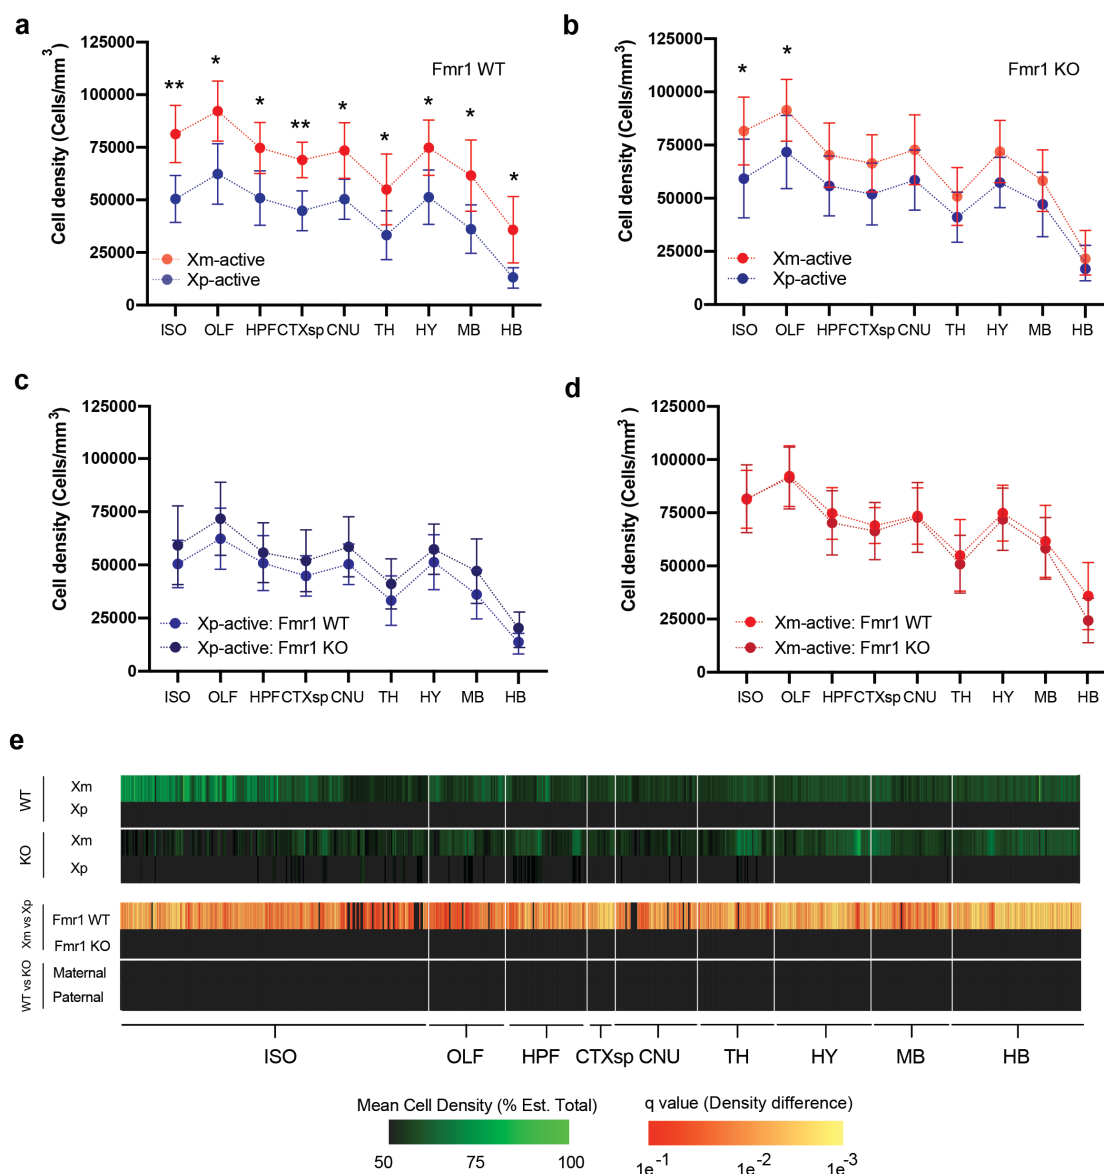 a
Cell density (Cells/mm3)
125000
100000
75000
50000
25000
0
Fmr1 WT
** * * ** * * * * *
Xm-active
Xp-active
ISO OLF HPF CTXsp CNU TH HY MB HB
b
Cell density (Cells/mm3)
125000
100000
75000
50000
25000
0
Fmr1 KO
* *
Xm-active
Xp-active
ISO OLF HPF CTXsp CNU TH HY MB HB
c
Cell density (Cells/mm3)
125000
100000
75000
50000
25000
0
Xp-active: Fmr1 WT
Xp-active: Fmr1 KO
ISO OLF HPF CTXsp CNU TH HY MB HB
d
Cell density (Cells/mm3)
125000
100000
75000
50000
25000
0
Xm-active: Fmr1 WT
Xm-active: Fmr1 KO
ISO OLF HPF CTXsp CNU TH HY MB HB
e
WT
Xm
Xp
KO
Xm
Xp
Xm vs Xp
Fmr1 WT
Fmr1 KO
WT vs KO
Maternal
Paternal
ISO OLF HPF CTXsp CNU TH HY MB HB
Mean Cell Density (% Est. Total)
50 75 100
q value (Density difference)
1e-1 1e-2 1e-3